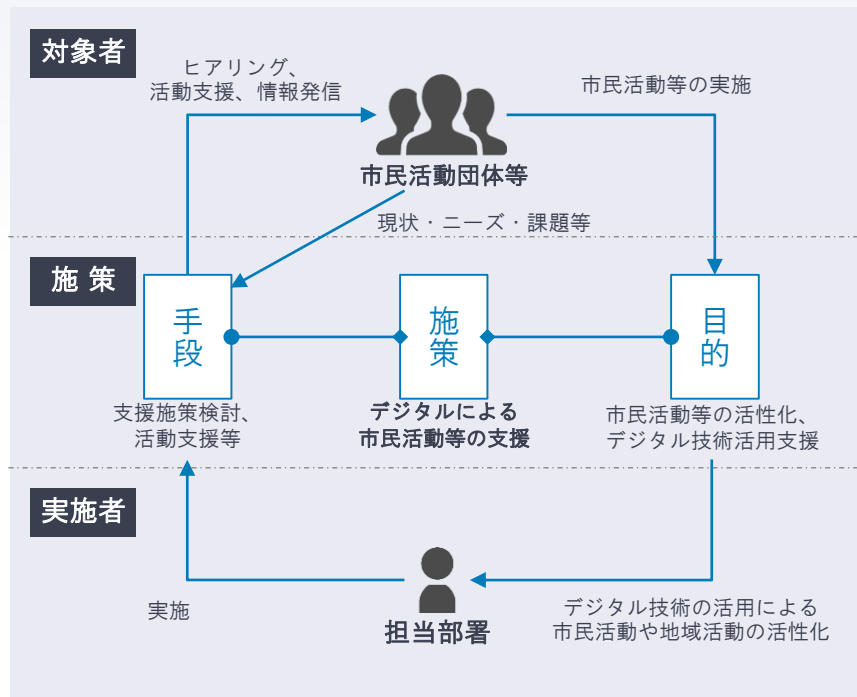 対象者
ヒアリング、
活動支援、情報発信
市民活動等の実施
市民活動団体等
現状・ニーズ・課題等
施 策
手段
施策
目的
支援施策検討、
活動支援等
デジタルによる
市民活動等の支援
市民活動等の活性化、
デジタル技術活用支援
実施者
実施
担当部署
デジタル技術の活用による
市民活動や地域活動の活性化